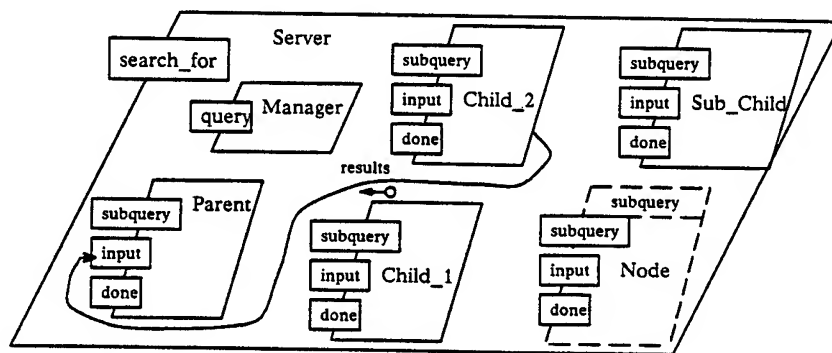 Server
search_for
Manager
query
subquery
input
done
Child_2
subquery
input
done
Sub_Child
results
subquery
input
done
Parent
subquery
input
done
Child_1
subquery
subquery
input
done
Node